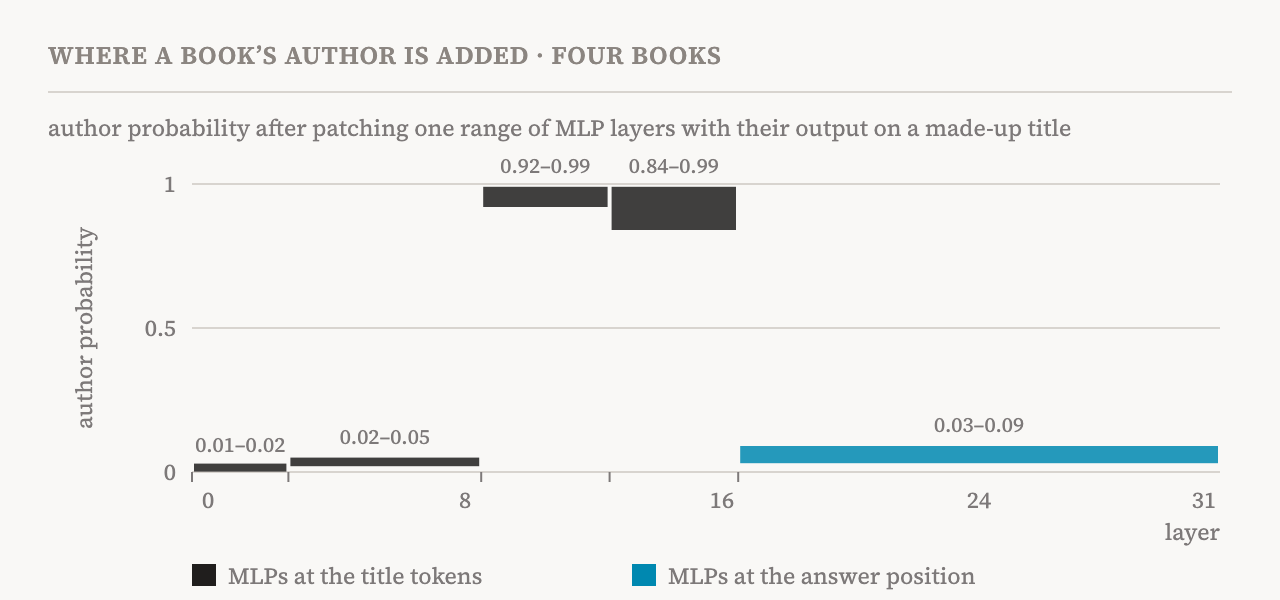 WHERE A BOOK’S AUTHOR IS ADDED · FOUR BOOKS
author probability after patching one range of MLP layers with their output on a made-up title
0.92–0.99 0.84–0.99
1
author probability
0.5
0.03–0.09
0.01–0.02 0.02–0.05
0
0 8 16 24 31
layer
MLPs at the title tokens MLPs at the answer position